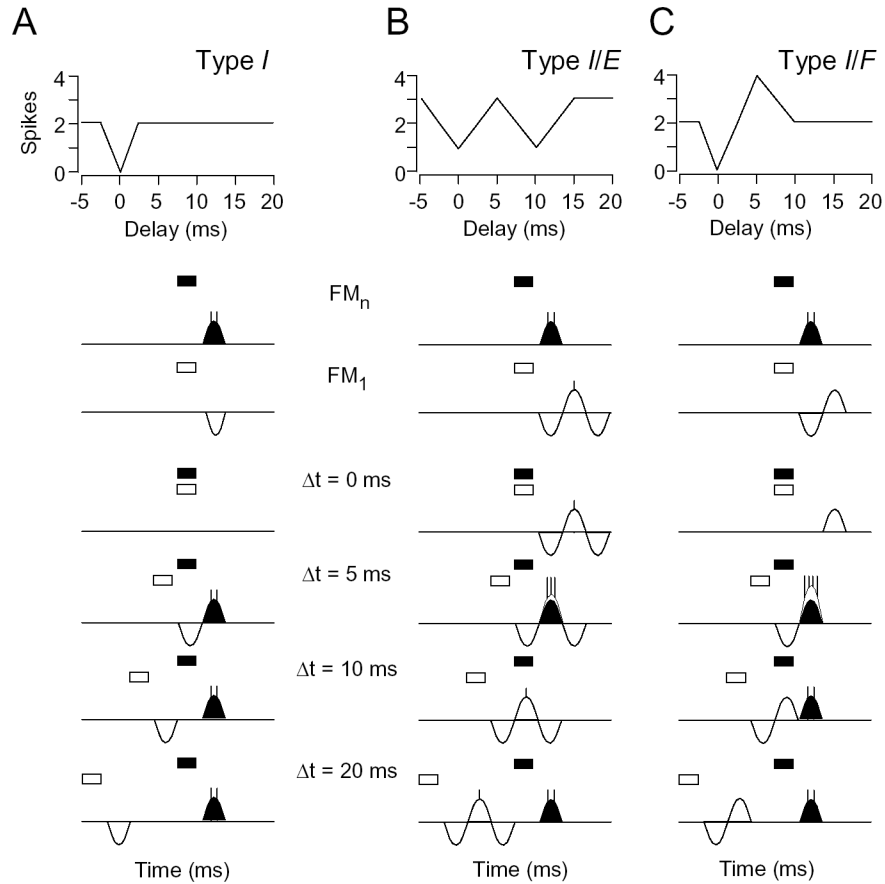 A
B
C
Type I
Type I/E
Type I/F
Spikes
4
2
0
-5 0 5 10 15 20
Delay (ms)
4
2
0
-5 0 5 10 15 20
Delay (ms)
4
2
0
-5 0 5 10 15 20
Delay (ms)
FMn
FM1
Δt = 0 ms
Δt = 5 ms
Δt = 10 ms
Δt = 20 ms
Time (ms)
Time (ms)
Time (ms)